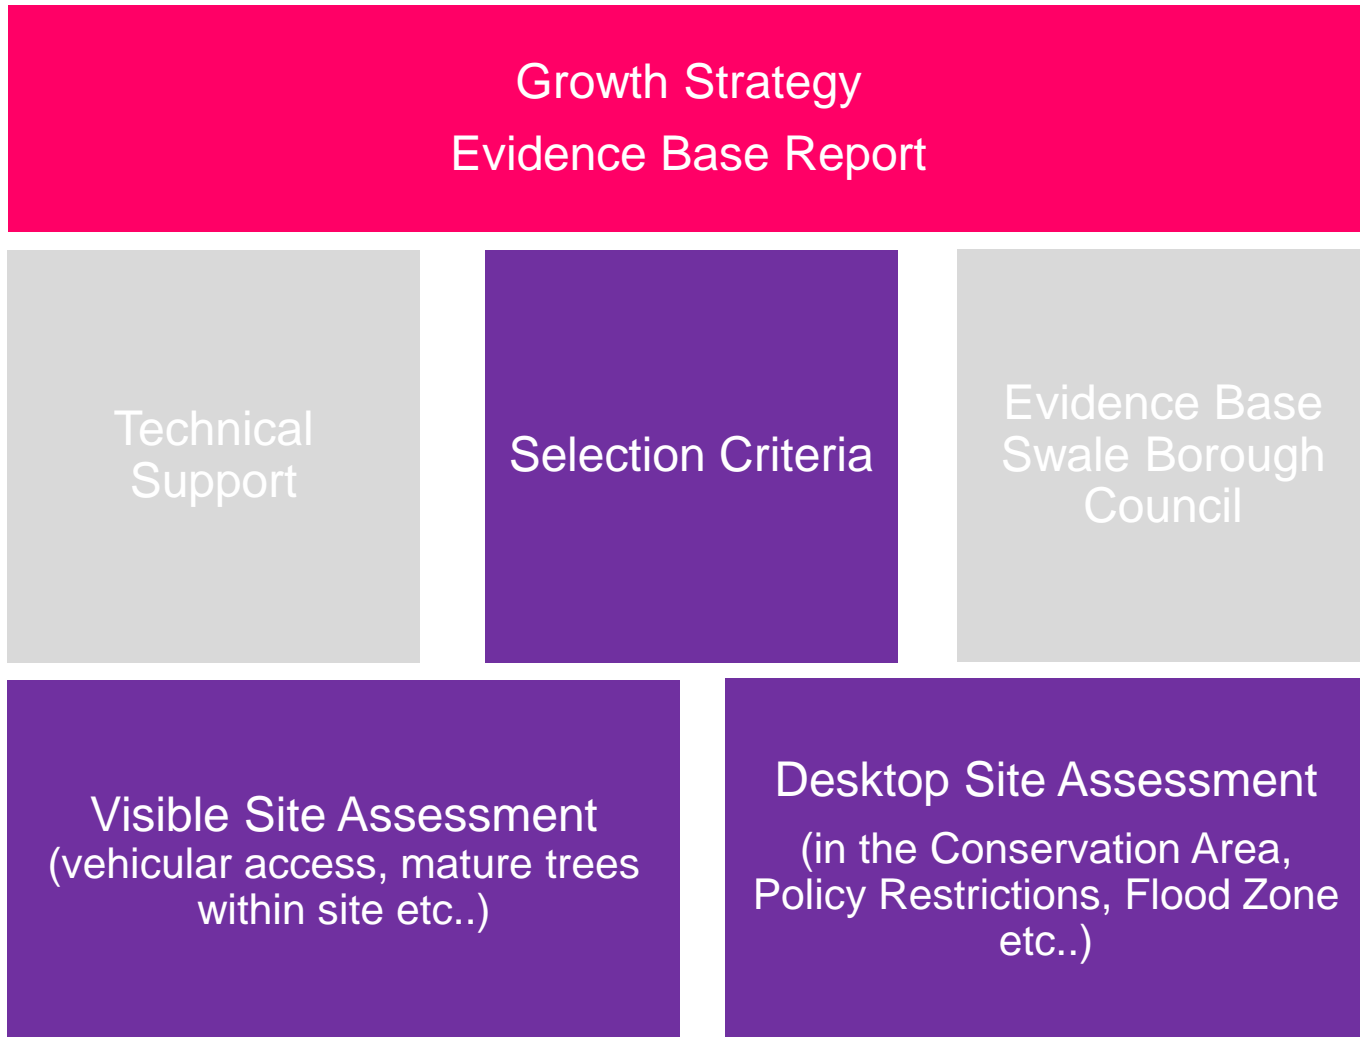 Growth Strategy
Evidence Base Report
Technical
Support
Selection Criteria
Evidence Base
Swale Borough
Council
Visible Site Assessment
(vehicular access, mature trees
within site etc..)
Desktop Site Assessment
(in the Conservation Area,
Policy Restrictions, Flood Zone
etc..)